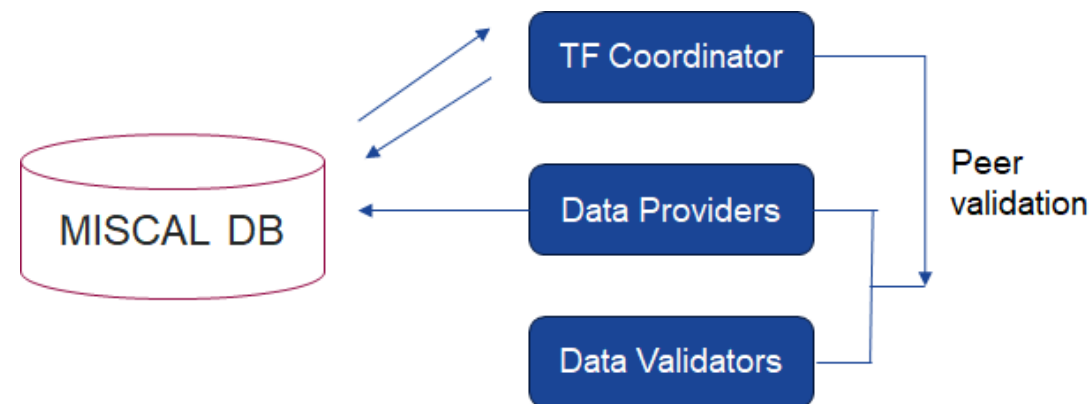 TF Coordinator
MISCAL DB
Data Providers
Peer
validation
Data Validators